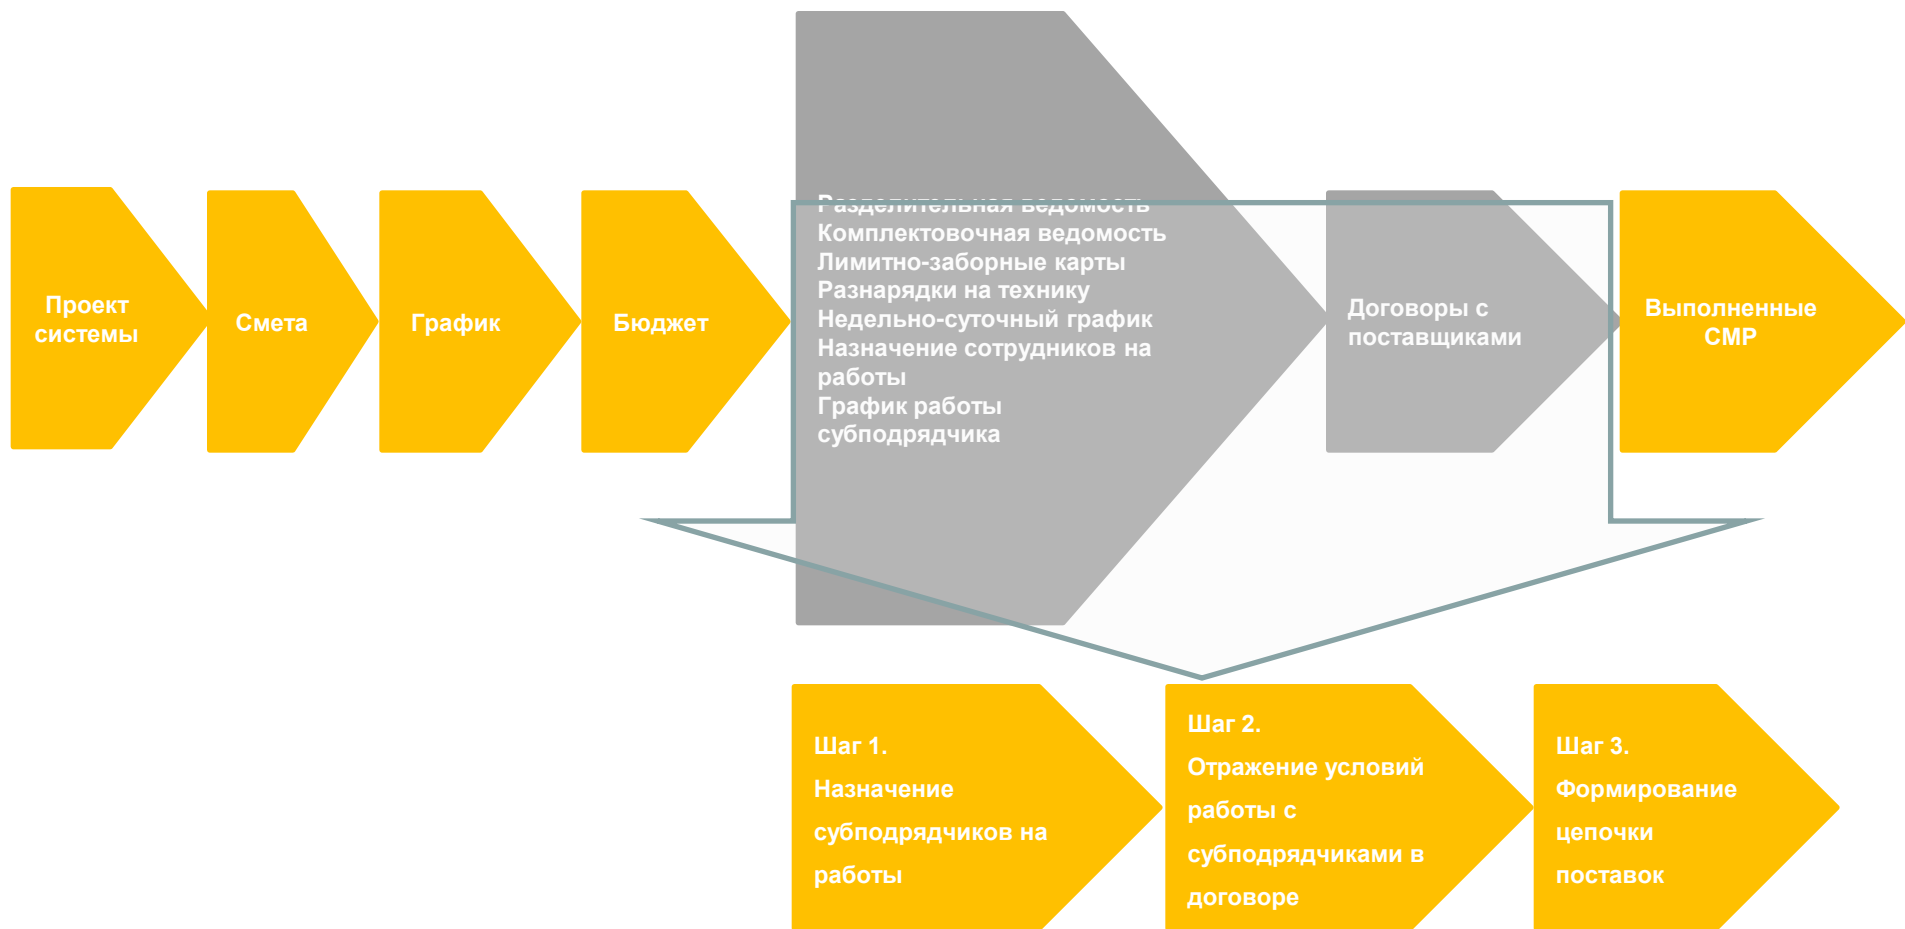 Проект
системы
Смета
График
Бюджет
Разделительная ведомость
Комплектовочная ведомость
Лимитно-заборные карты
Разнарядки на технику
Недельно-суточный график
Назначение сотрудников на
работы
График работы
субподрядчика
Договоры с
поставщиками
Выполненные
СМР
Шаг 1.
Назначение
субподрядчиков на
работы
Шаг 2.
Отражение условий
работы с
субподрядчиками в
договоре
Шаг 3.
Формирование
цепочки
поставок